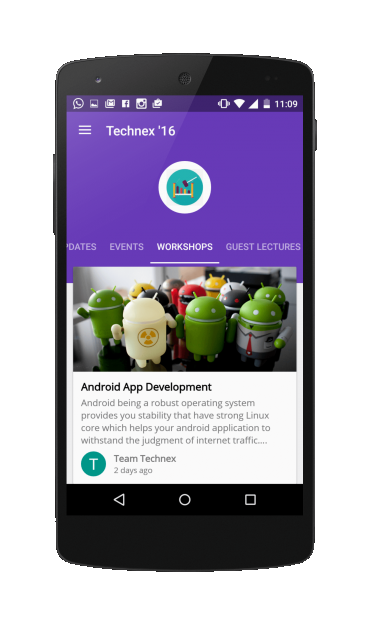 11:09
Technex '16
PDATES EVENTS WORKSHOPS GUEST LECTURES
Android App Development
Android being a robust operating system
provides you stability that have strong Linux
core which helps your android application to
withstand the judgment of internet traffic....
T
Team Technex
2 days ago